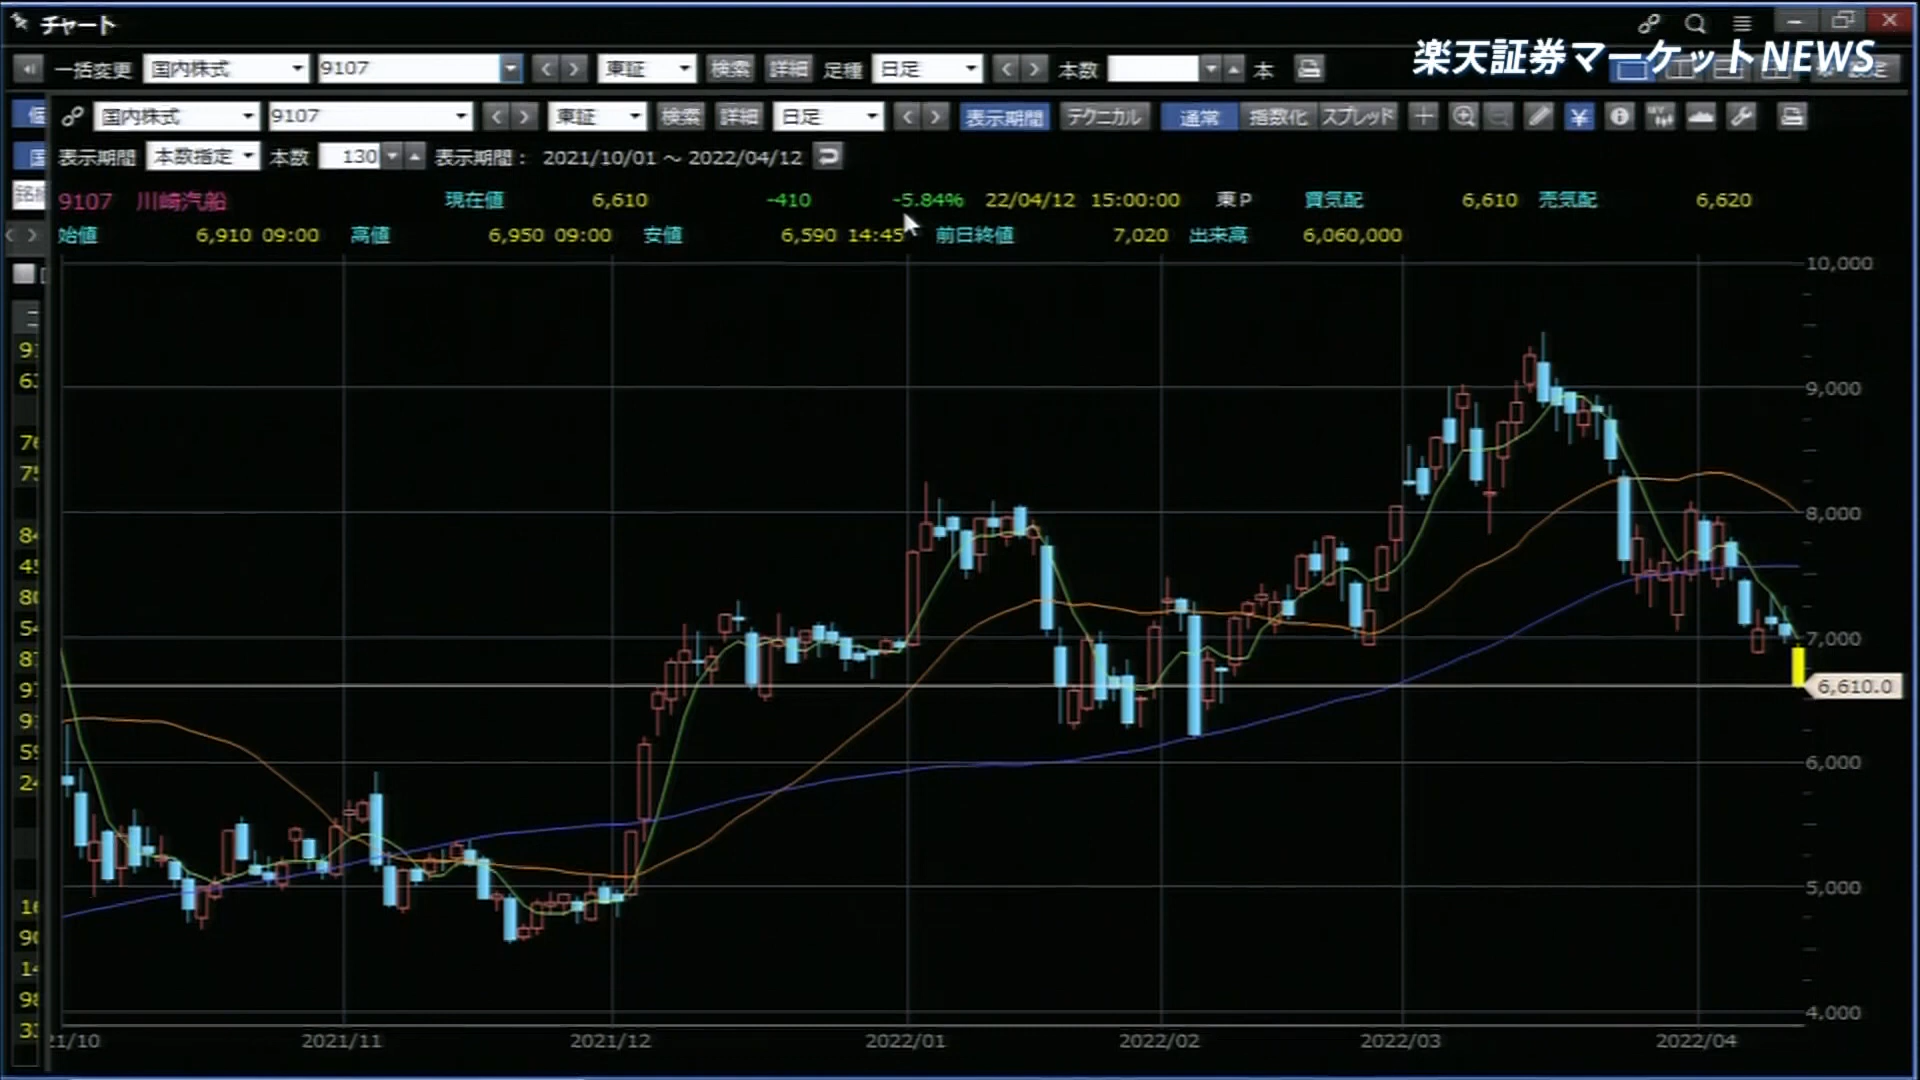 チャート
楽天証券マーケットNEWS
一括変更 国内株式 9107 東証 検索 詳細 足種 日足 本数 本
国内株式 9107 東証 検索 詳細 日足 表示期間 テクニカル 通常 指数化 スプレッド
表示期間 本数指定 本数 130 表示期間: 2021/10/01 ~ 2022/04/12
9107 川崎汽船 現在値 6,610 -410 -5.84% 22/04/12 15:00:00 東P 買気配 6,610 売気配 6,620
始値 6,910 09:00 高値 6,950 09:00 安値 6,590 14:45 前日終値 7,020 出来高 6,060,000
10,000
9,000
8,000
7,000
6,610.0
6,000
5,000
4,000
21/10 2021/11 2021/12 2022/01 2022/02 2022/03 2022/04